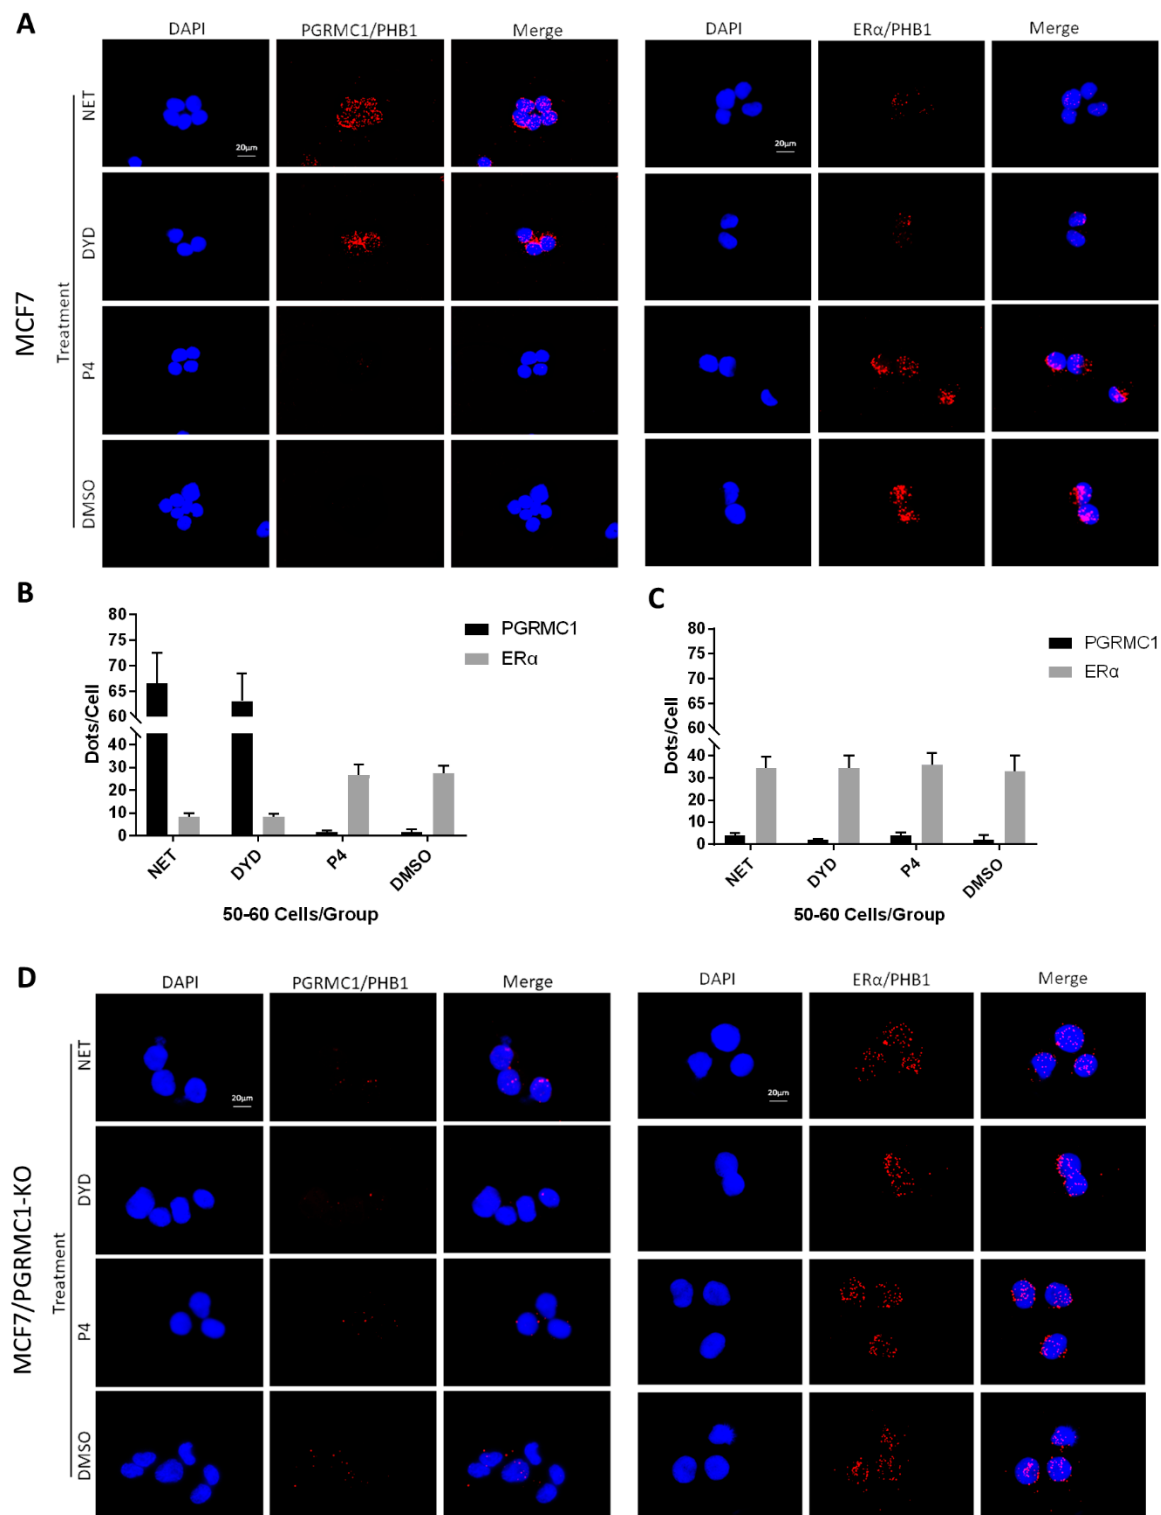 A
DAPI PGRMC1/PHB1 Merge DAPI ERα/PHB1 Merge
MCF7
Treatment
NET
20μm
20μm
DYD
P4
DMSO
B
80
75
70
65
60
40
30
20
10
0
Dots/Cell
PGRMC1
ERα
NET DYD P4 DMSO
50-60 Cells/Group
C
80
75
70
65
60
40
30
20
10
0
Dots/Cell
PGRMC1
ERα
NET DYD P4 DMSO
50-60 Cells/Group
D
DAPI PGRMC1/PHB1 Merge DAPI ERα/PHB1 Merge
MCF7/PGRMC1-KO
Treatment
NET
20μm
20μm
DYD
P4
DMSO